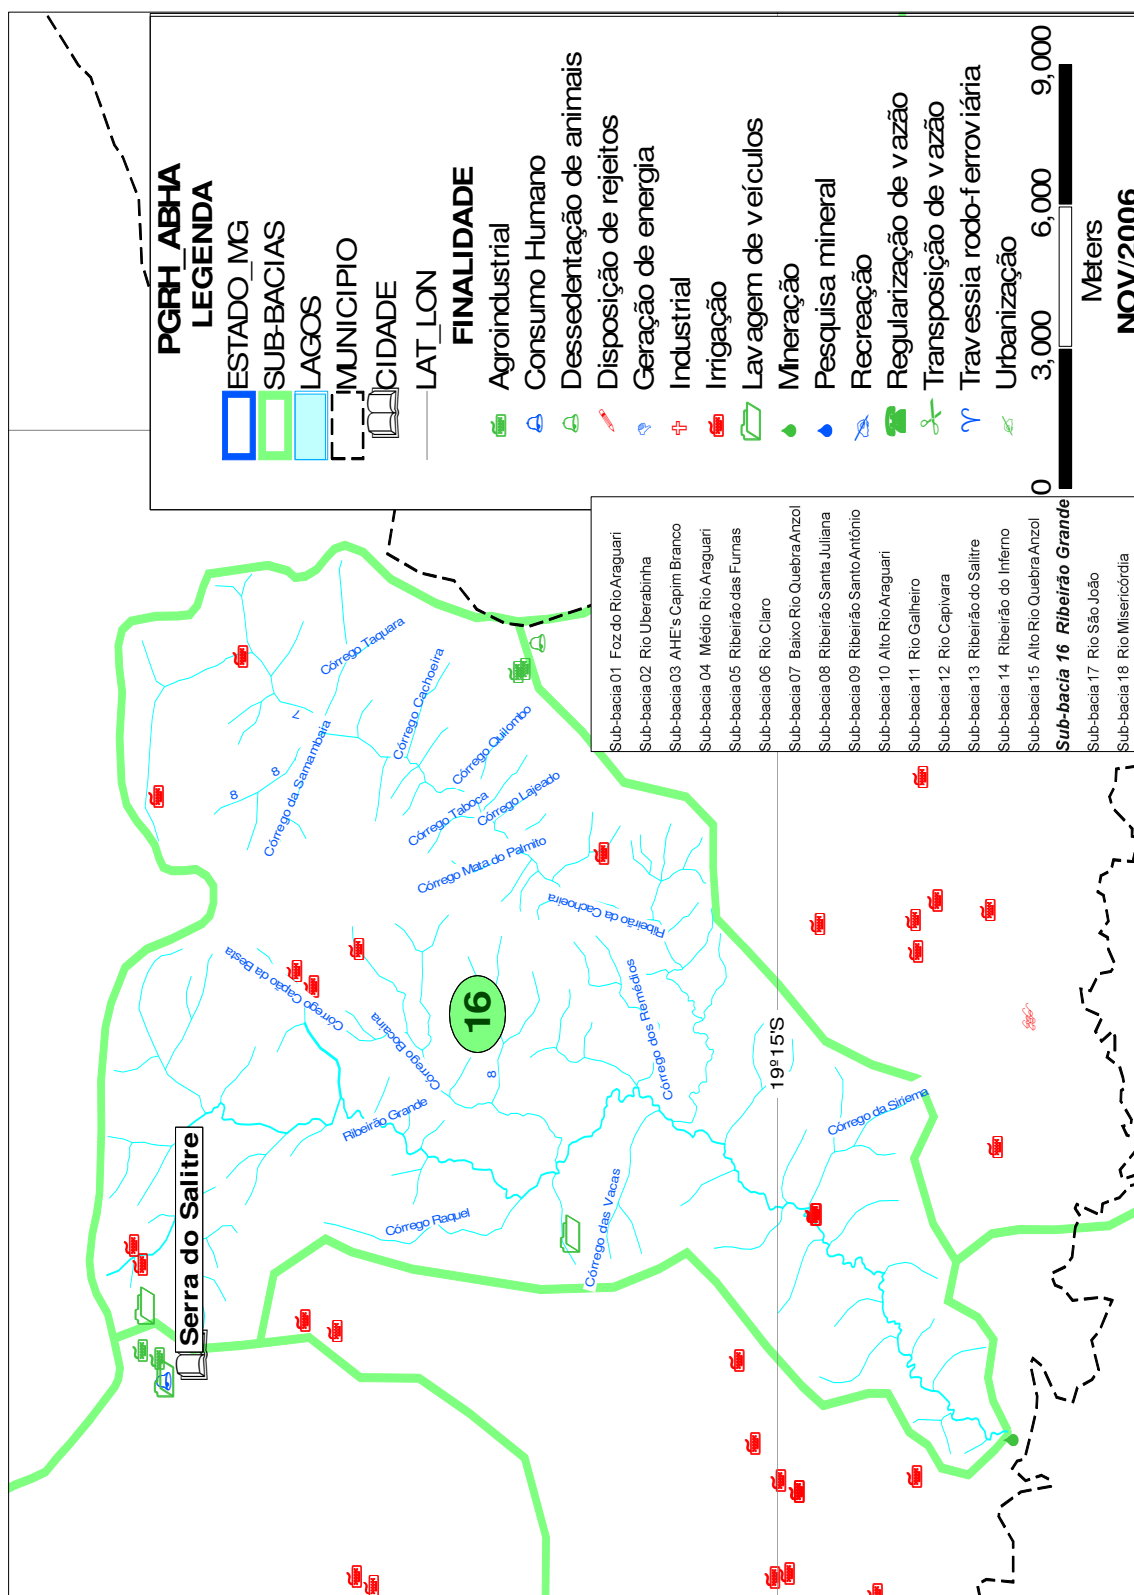 PGRH_ABHA
LEGENDA
ESTADO_MG
SUB-BACIAS
LAGOS
MUNICIPIO
CIDADE
LAT_LON
FINALIDADE
Agroindustrial
Consumo Humano
Dessedentação de animais
Disposição de rejeitos
Geração de energia
Industrial
Irrigação
Lavagem de veículos
Mineração
Pesquisa mineral
Recreação
Regularização de vazão
Transposição de vazão
Travessia rodo-ferroviária
Urbanização
0 3,000 6,000 9,000
Meters
NOV/2006
Sub-bacia 01 Foz do Rio Araguari
Sub-bacia 02 Rio Uberabinha
Sub-bacia 03 AHE's Capim Branco
Sub-bacia 04 Médio Rio Araguari
Sub-bacia 05 Ribeirão das Furnas
Sub-bacia 06 Rio Claro
Sub-bacia 07 Baixo Rio Quebra Anzol
Sub-bacia 08 Ribeirão Santa Juliana
Sub-bacia 09 Ribeirão Santo Antônio
Sub-bacia 10 Alto Rio Araguari
Sub-bacia 11 Rio Galheiro
Sub-bacia 12 Rio Capivara
Sub-bacia 13 Ribeirão do Salitre
Sub-bacia 14 Ribeirão do Inferno
Sub-bacia 15 Alto Rio Quebra Anzol
Sub-bacia 16 Ribeirão Grande
Sub-bacia 17 Rio São João
Sub-bacia 18 Rio Misericórdia
Serra do Salitre
16
19º15'S
Córrego Taquara
Córrego Cachoeira
Córrego da Samambaia
7
8
8
Córrego Quilombo
Córrego Taboca
Córrego Lajeado
Córrego Mata do Palmito
Ribeirão da Cachoeira
Córrego Capão da Besta
Córrego Bocaina
Ribeirão Grande
8
Córrego dos Remédios
Córrego Raquel
Córrego das Vacas
Córrego da Siriema